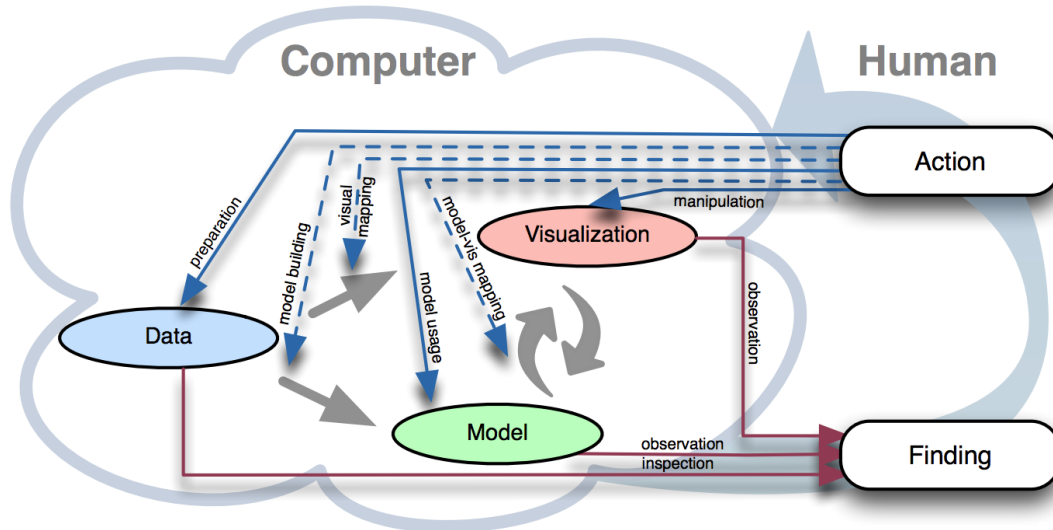 Computer
Human
Action
manipulation
preparation
model building
visual
mapping
model usage
model-vis mapping
Visualization
observation
Data
Model
observation
inspection
Finding